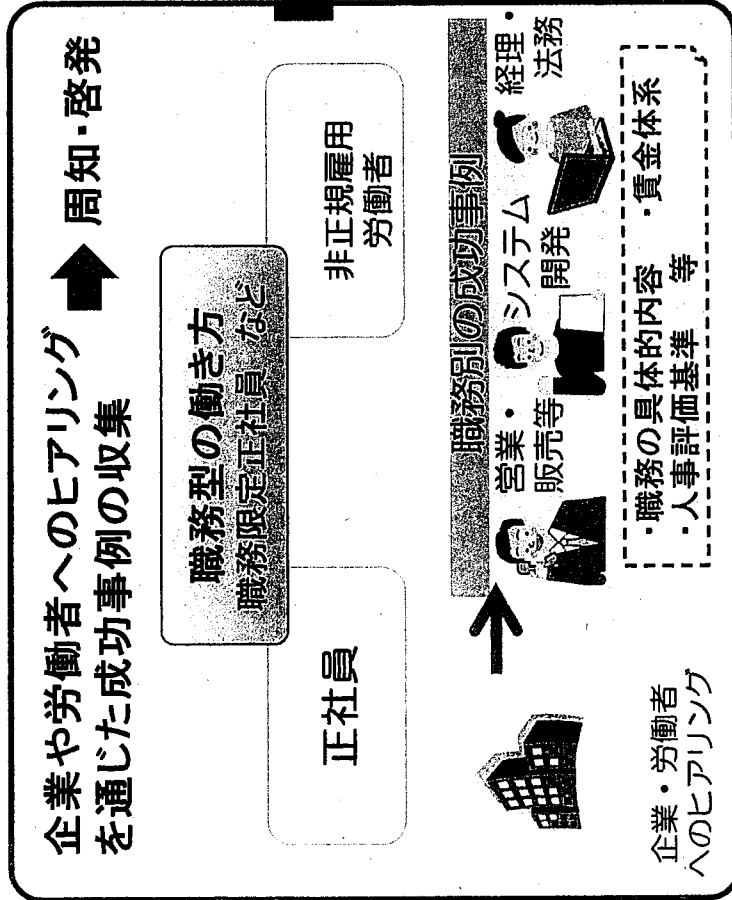 企業や労働者へのヒアリング
を通じた成功事例の収集
周知・啓発
職務型の働き方
職務限定正社員 など
正社員
非正規雇用
労働者
企業・労働者
へのヒアリング
職務別の成功事例
営業・
販売等
システム
開発
経理・
法務
・職務の具体的内容 ・賃金体系
・人事評価基準 等